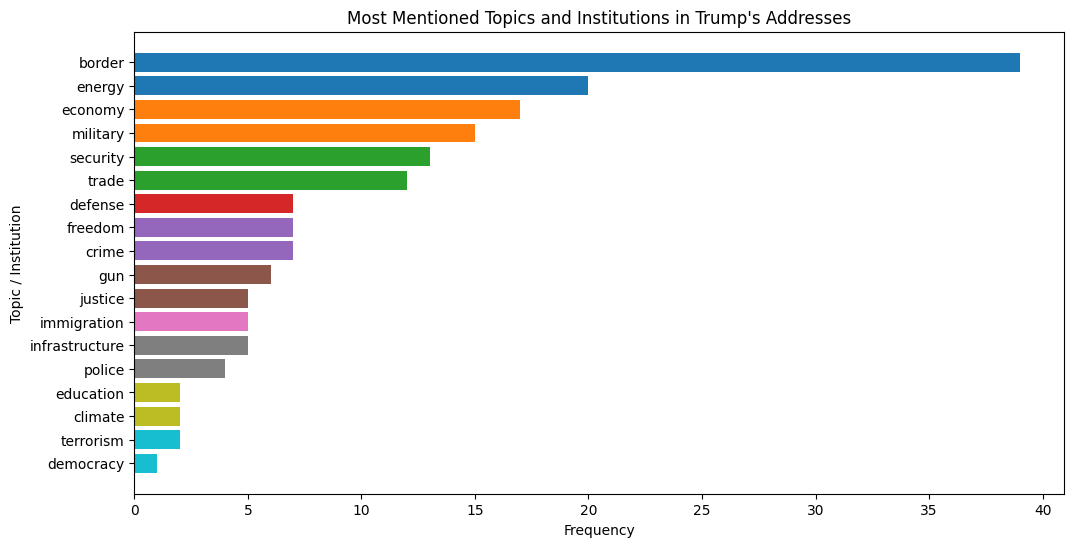 Most Mentioned Topics and Institutions in Trump's Addresses
Topic / Institution
border
energy
economy
military
security
trade
defense
freedom
crime
gun
justice
immigration
infrastructure
police
education
climate
terrorism
democracy
0 5 10 15 20 25 30 35 40
Frequency